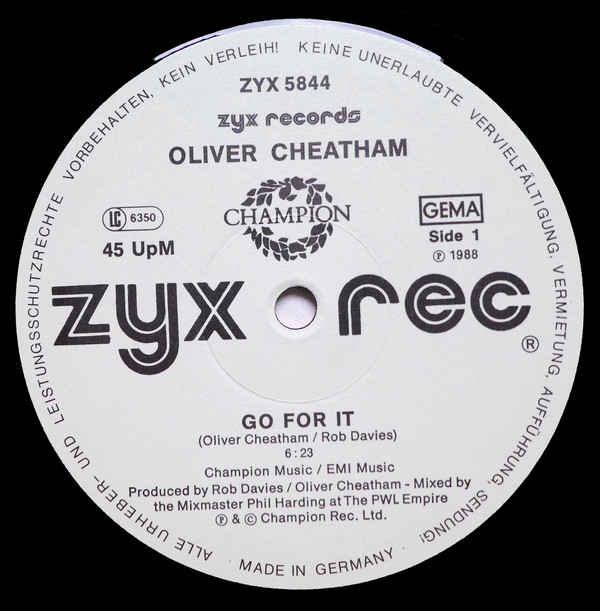 ALLE URHEBER- UND LEISTUNGSSCHUTZRECHTE VORBEHALTEN, KEIN VERLEIH! KEINE UNERLAUBTE VERVIELFÄLTIGUNG, VERMIETUNG, AUFFÜHRUNG, SENDUNG!
ZYX 5844
zyx records
OLIVER CHEATHAM
LC 6350
CHAMPION
GEMA
45 UpM
Side 1
℗ 1988
zyx rec
®
GO FOR IT
(Oliver Cheatham / Rob Davies)
6:23
Champion Music / EMI Music
Produced by Rob Davies / Oliver Cheatham - Mixed by
the Mixmaster Phil Harding at The PWL Empire
℗ & © Champion Rec. Ltd.
· MADE IN GERMANY ·